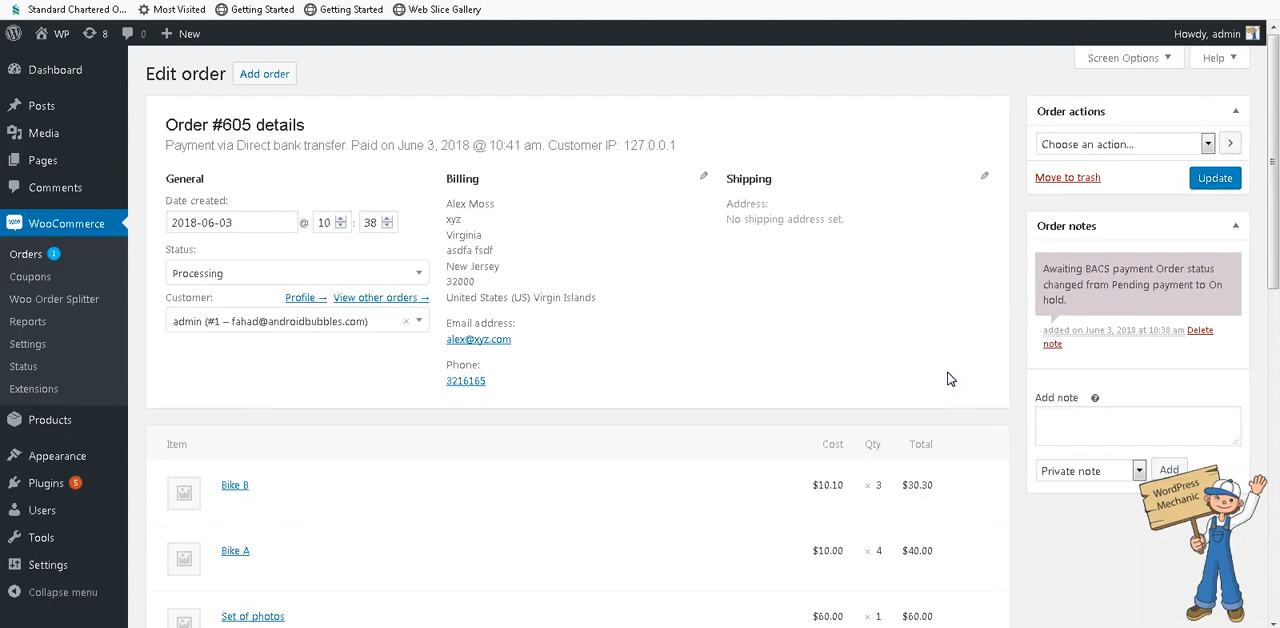 Standard Chartered O... Most Visited Getting Started Getting Started Web Slice Gallery
WP 8 0 New Howdy, admin
Screen Options Help
Dashboard
Posts
Media
Pages
Comments
WooCommerce
Orders 1
Coupons
Woo Order Splitter
Reports
Settings
Status
Extensions
Products
Appearance
Plugins 5
Users
Tools
Settings
Collapse menu
Edit order Add order
Order #605 details
Payment via Direct bank transfer. Paid on June 3, 2018 @ 10:41 am. Customer IP: 127.0.0.1
General
Date created:
2018-06-03 @ 10 : 38
Status:
Processing
Customer: Profile → View other orders →
admin (#1 – fahad@androidbubbles.com) ×
Billing
Alex Moss
xyz
Virginia
asdfa fsdf
New Jersey
32000
United States (US) Virgin Islands
Email address:
alex@xyz.com
Phone:
3216165
Shipping
Address:
No shipping address set.
Item Cost Qty Total
Bike B $10.10 × 3 $30.30
Bike A $10.00 × 4 $40.00
Set of photos $60.00 × 1 $60.00
Order actions
Choose an action...
Move to trash Update
Order notes
Awaiting BACS payment Order status
changed from Pending payment to On
hold.
added on June 3, 2018 at 10:38 am Delete
note
Add note
Private note Add
WordPress
Mechanic